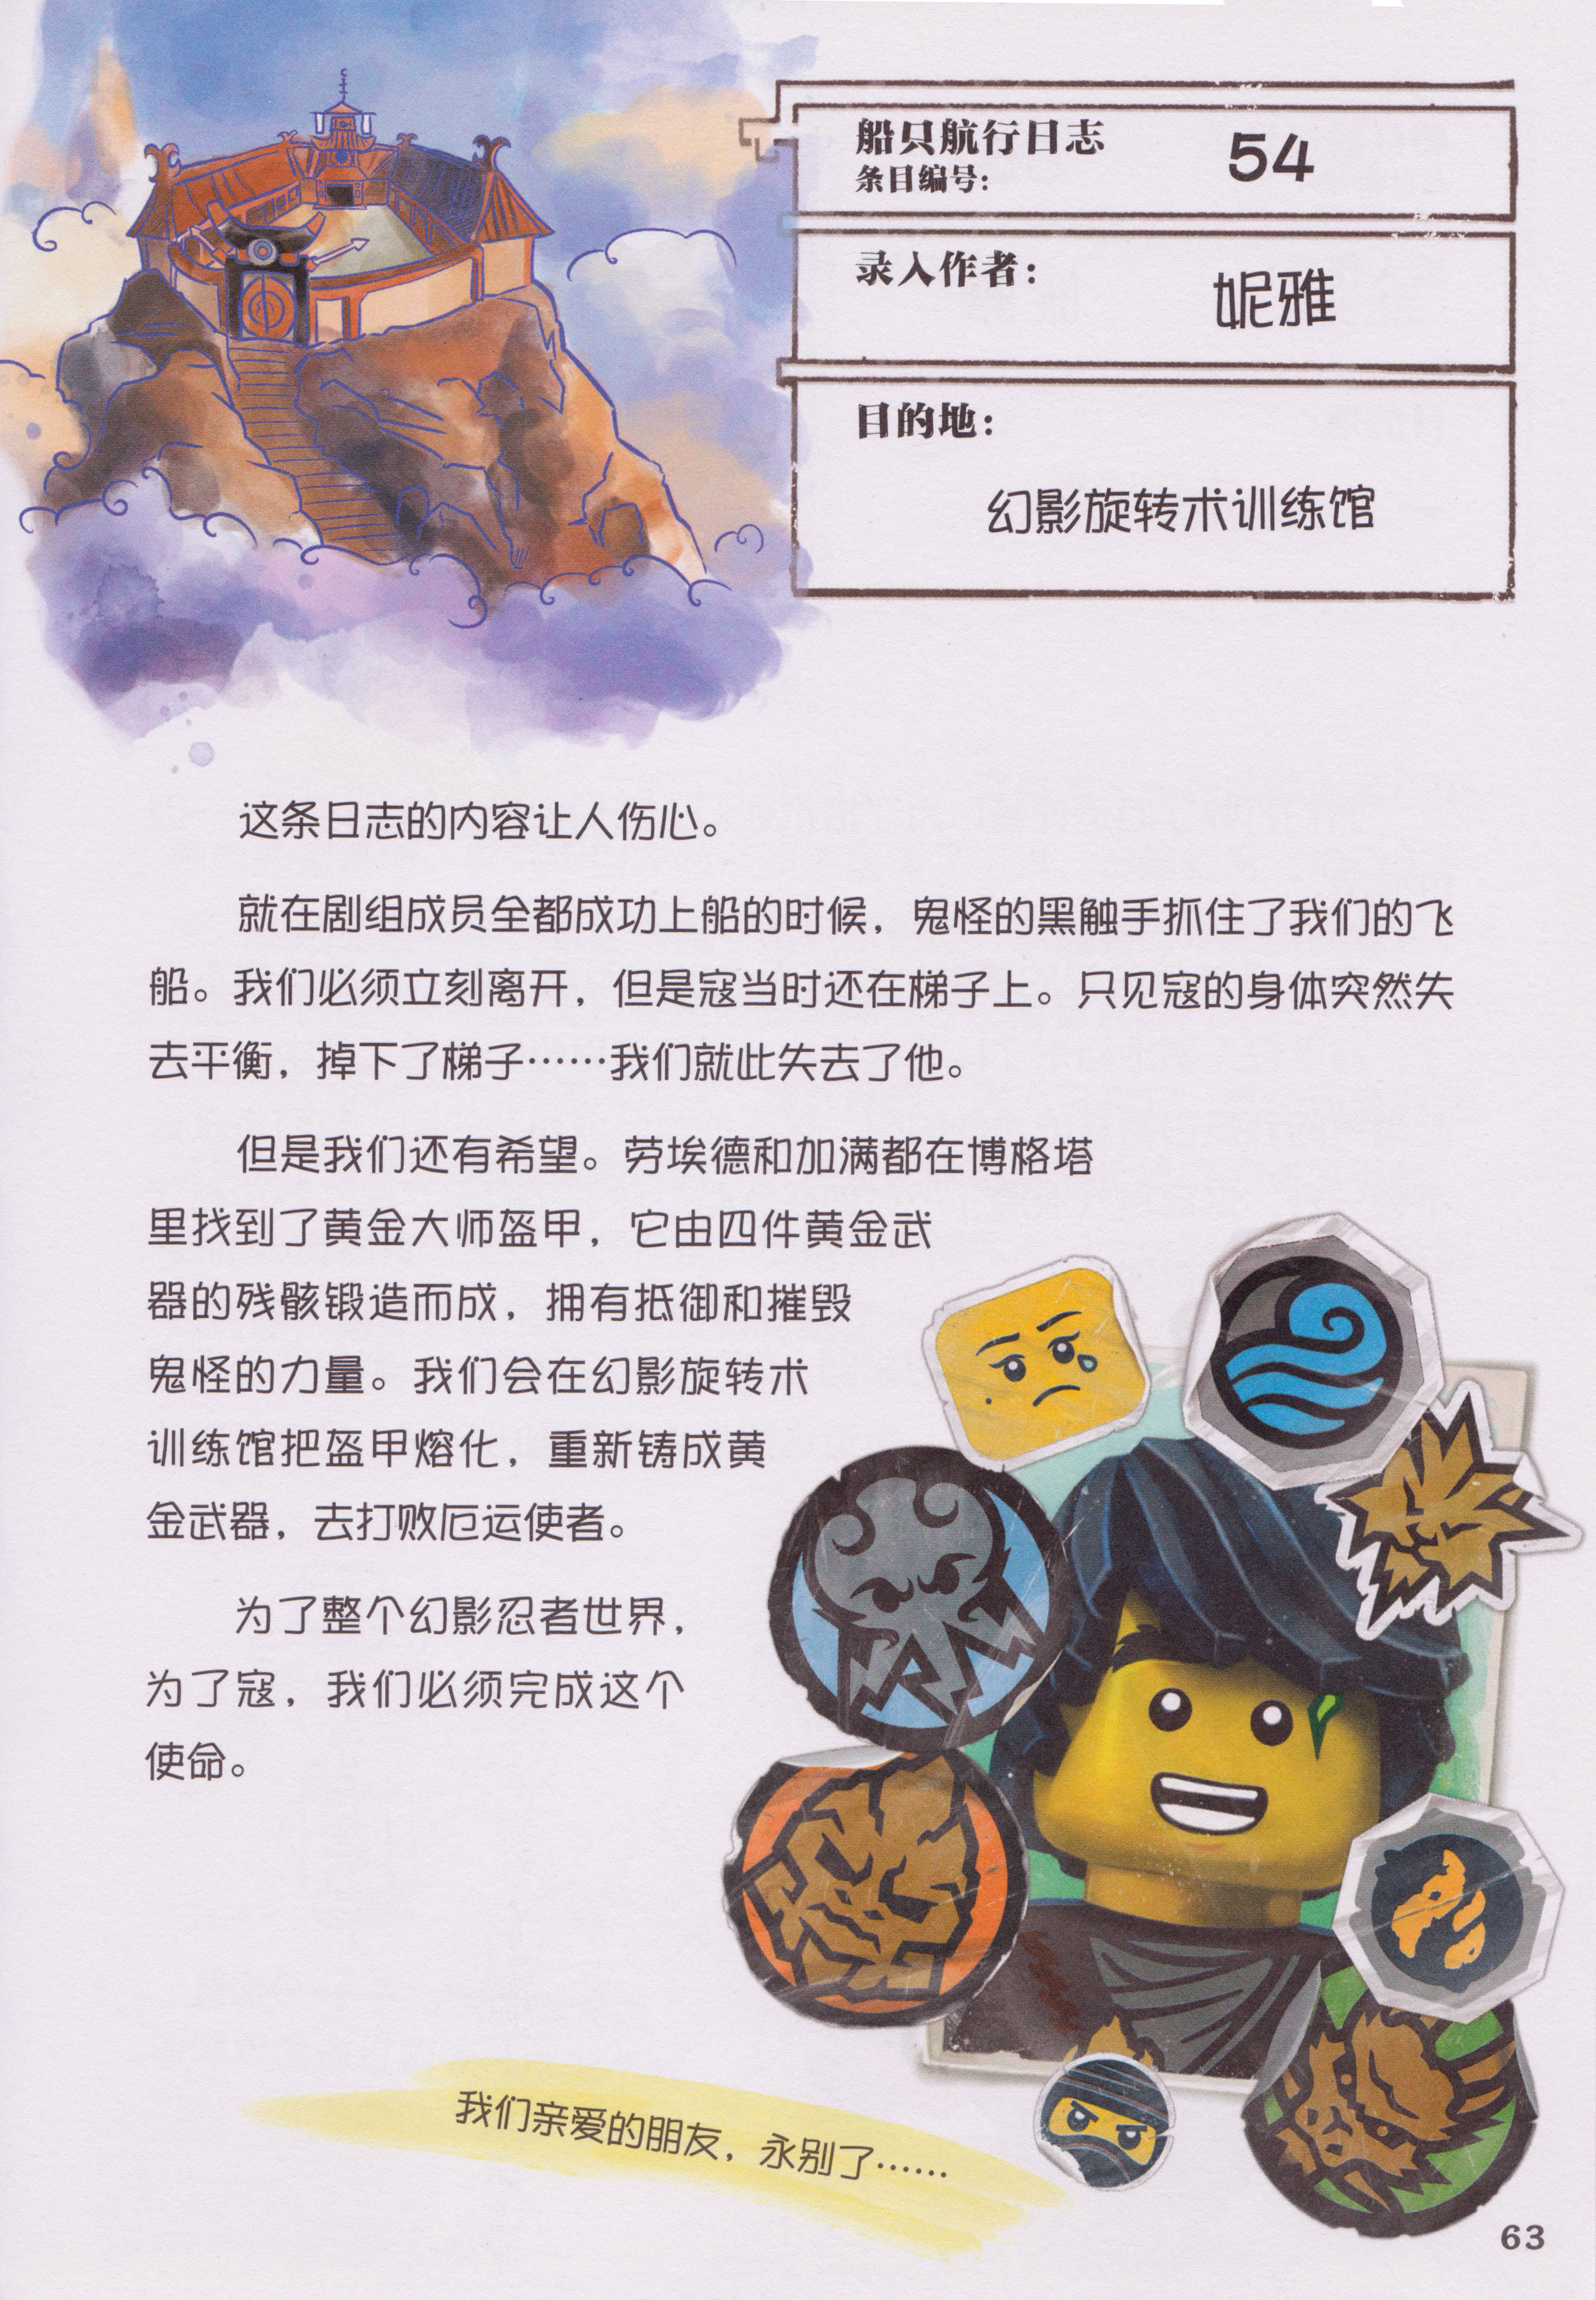 船只航行日志
条目编号：
54
录入作者：
妮雅
目的地：
幻影旋转术训练馆
这条日志的内容让人伤心。
就在剧组成员全都成功上船的时候，鬼怪的黑触手抓住了我们的飞
船。我们必须立刻离开，但是寇当时还在梯子上。只见寇的身体突然失
去平衡，掉下了梯子……我们就此失去了他。
但是我们还有希望。劳埃德和加满都在博格塔
里找到了黄金大师盔甲，它由四件黄金武
器的残骸锻造而成，拥有抵御和摧毁
鬼怪的力量。我们会在幻影旋转术
训练馆把盔甲熔化，重新铸成黄
金武器，去打败厄运使者。
为了整个幻影忍者世界，
为了寇，我们必须完成这个
使命。
我们亲爱的朋友，永别了……
63